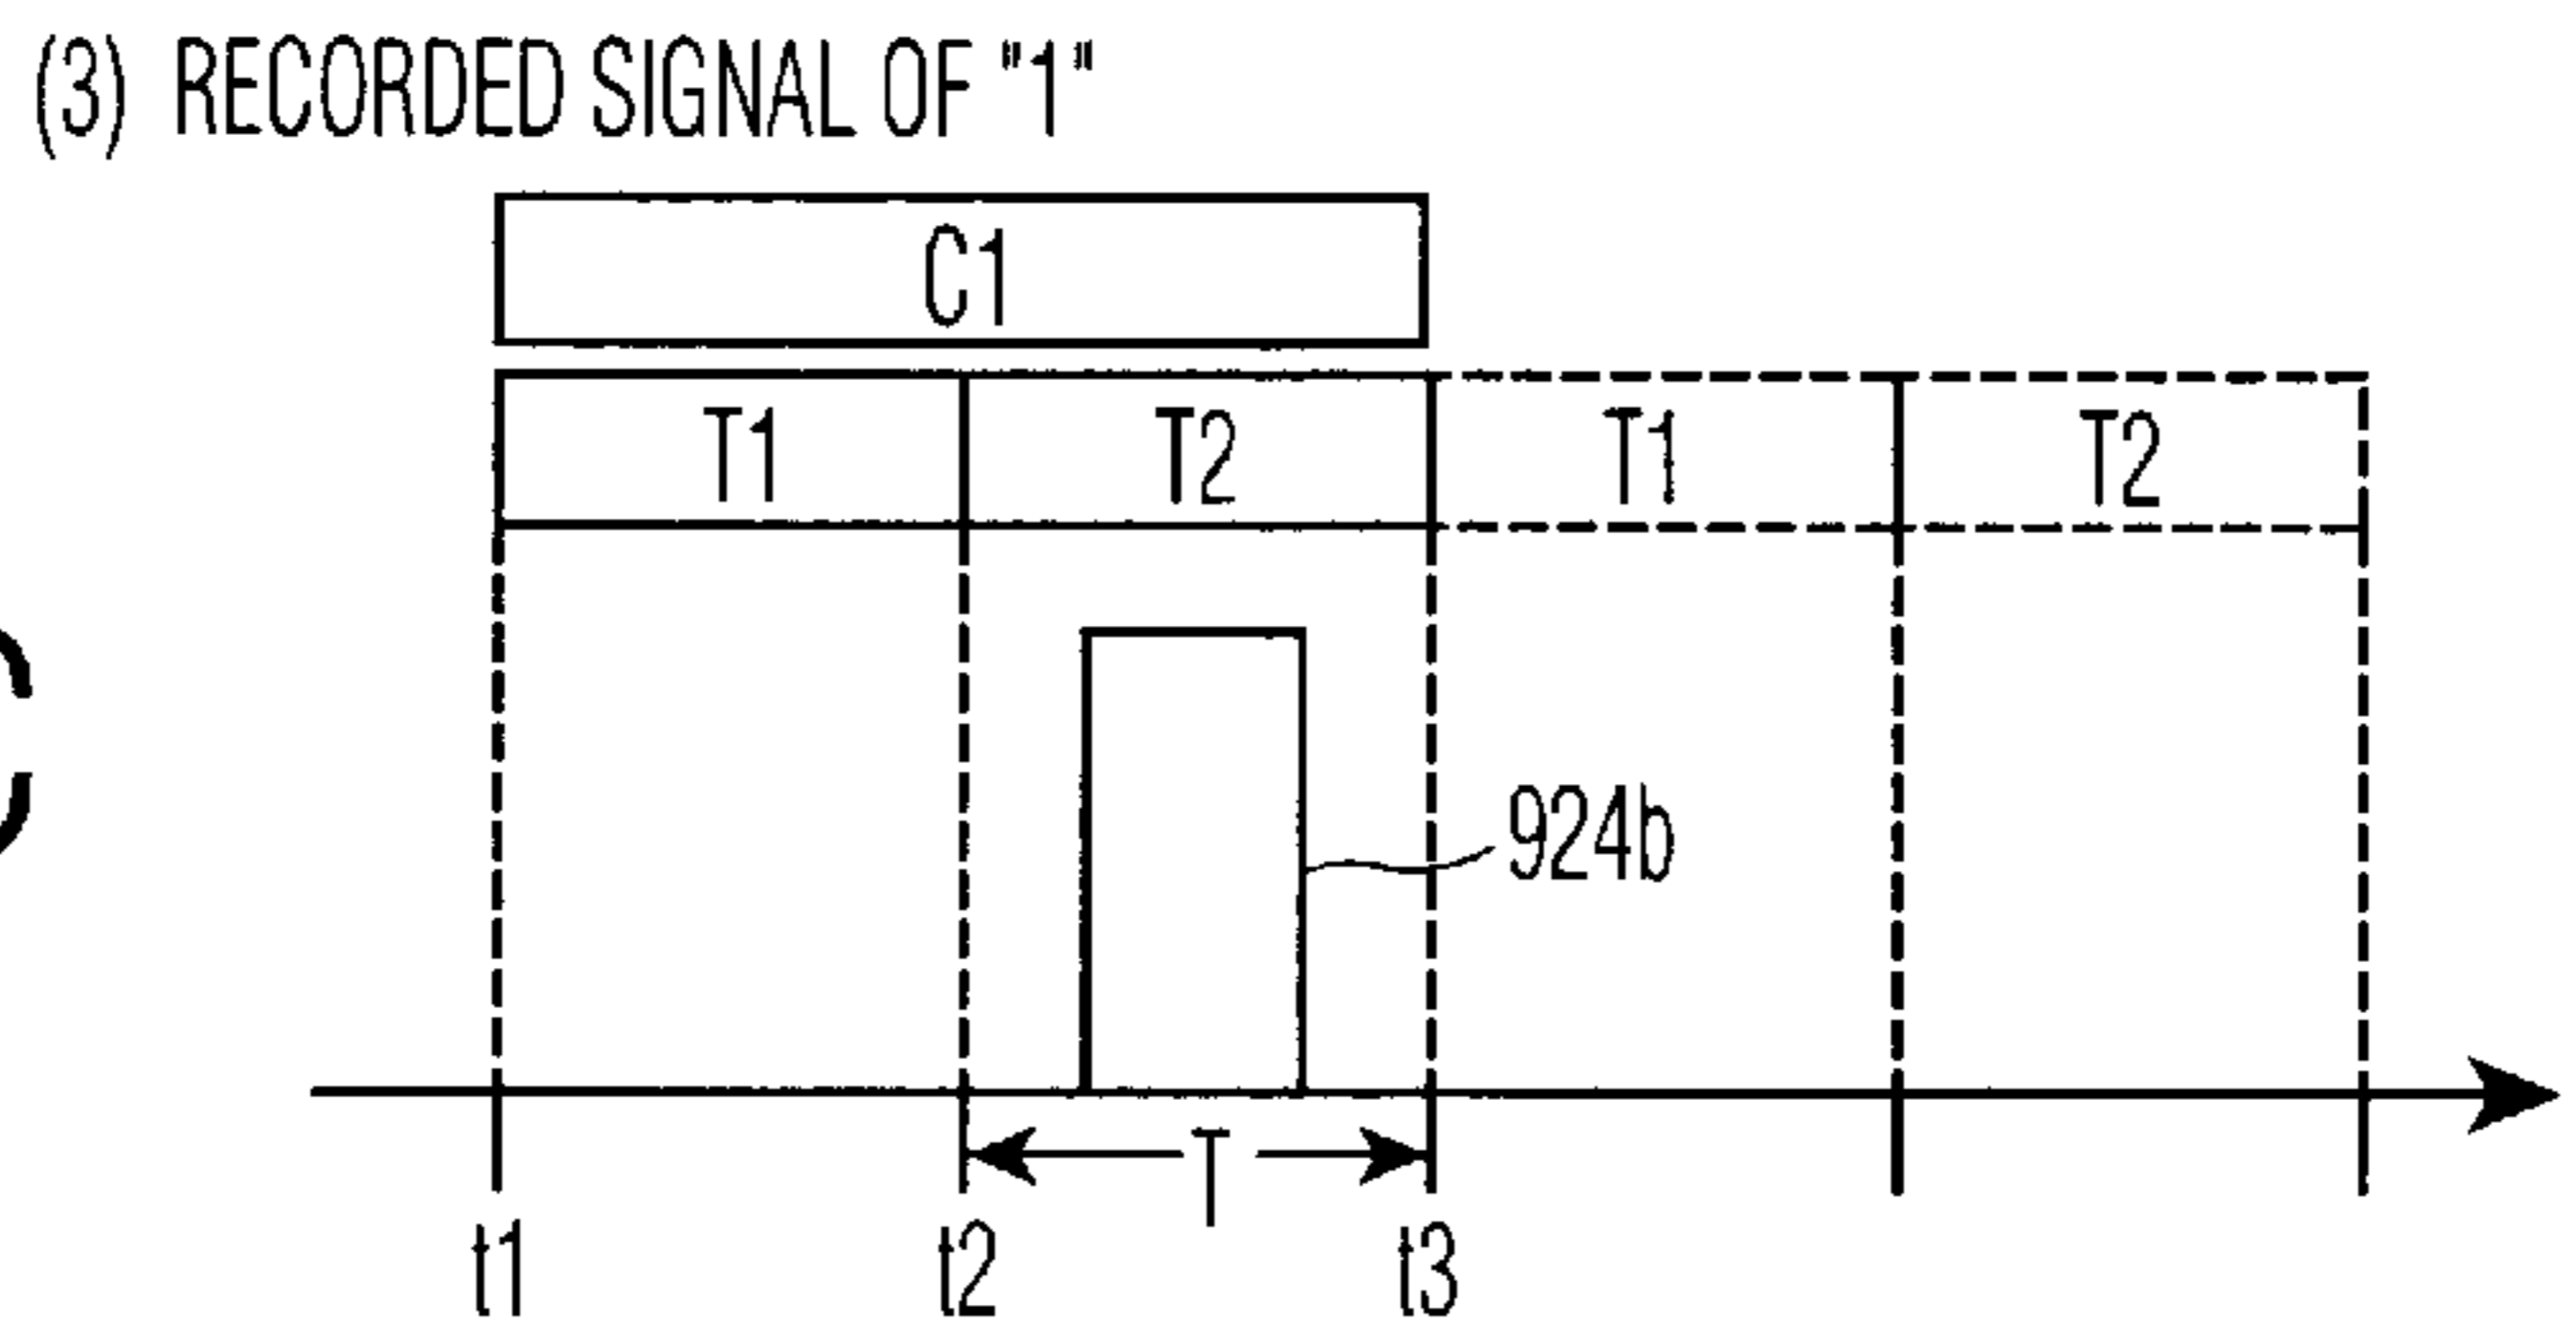 (3) RECORDED SIGNAL OF "1"
C1
T1 T2 T1 T2
924b
T
t1 t2 t3